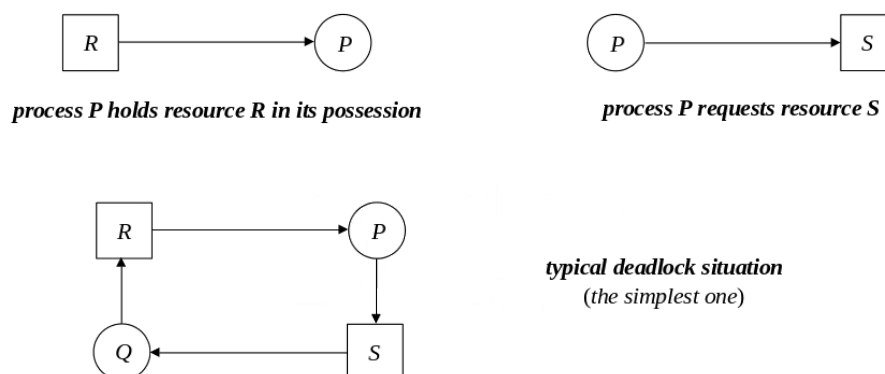 R
P
P
S
process P holds resource R in its possession
process P requests resource S
R
P
typical deadlock situation
(the simplest one)
Q
S